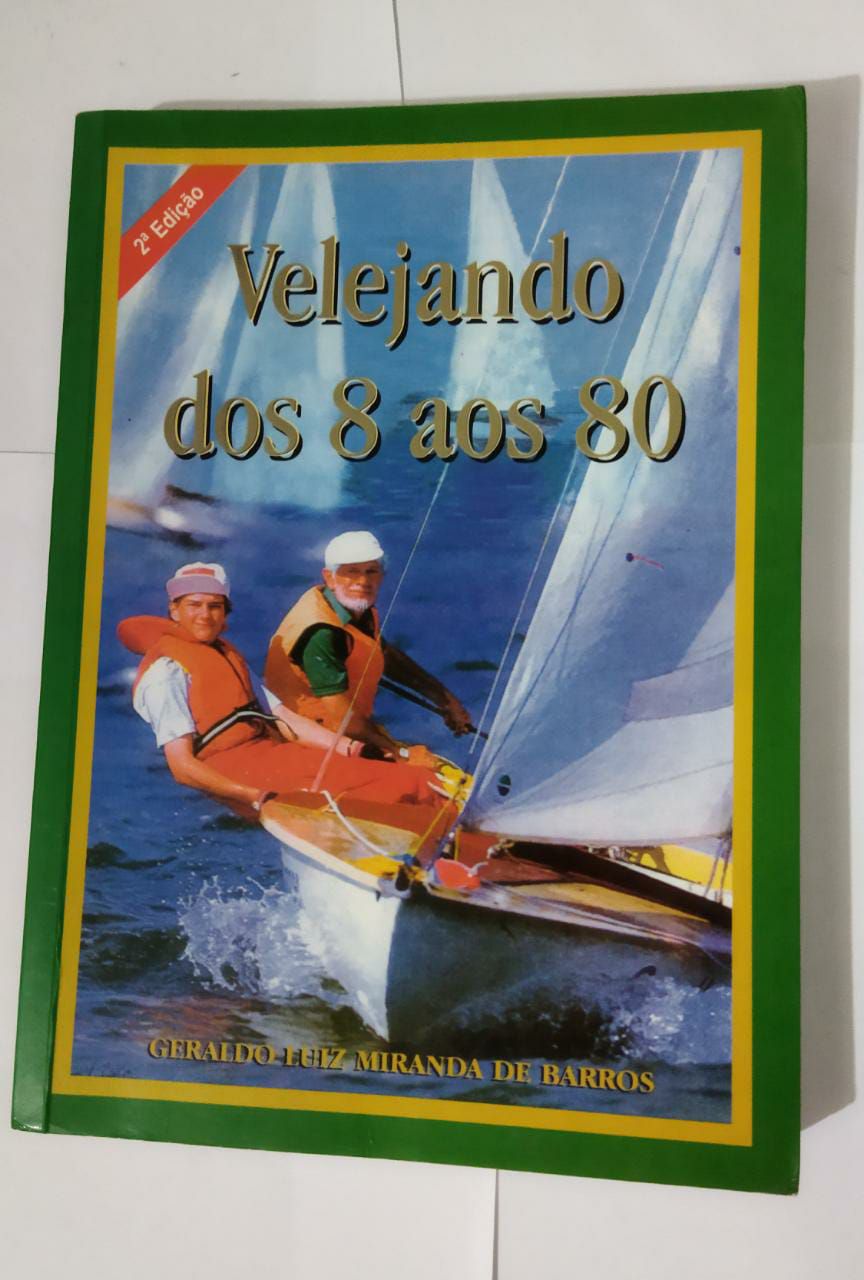 2ª Edição
Velejando
dos 8 aos 80
GERALDO LUIZ MIRANDA DE BARROS